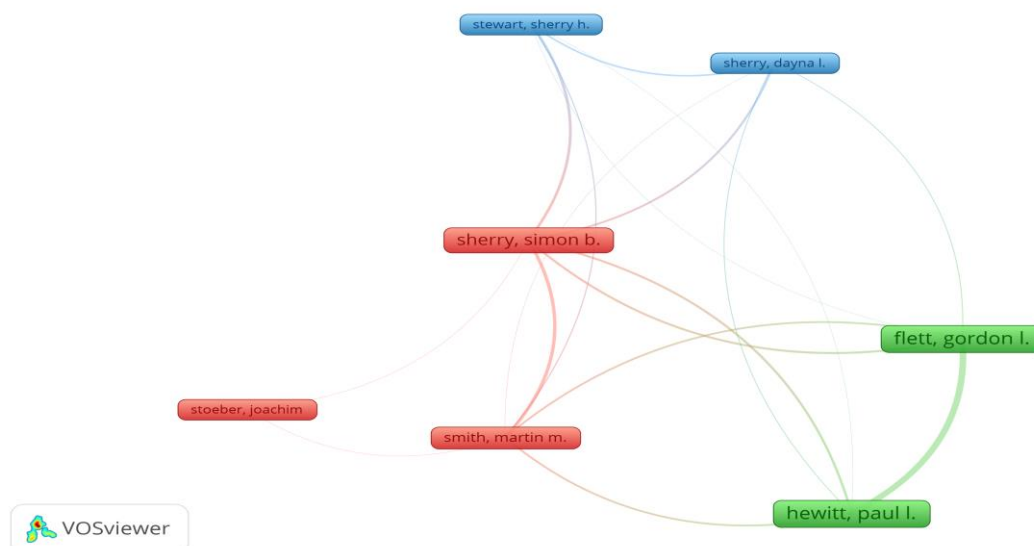 stewart, sherry h.
sherry, dayna l.
sherry, simon b.
flett, gordon l.
stoeber, joachim
smith, martin m.
hewitt, paul l.
VOSviewer